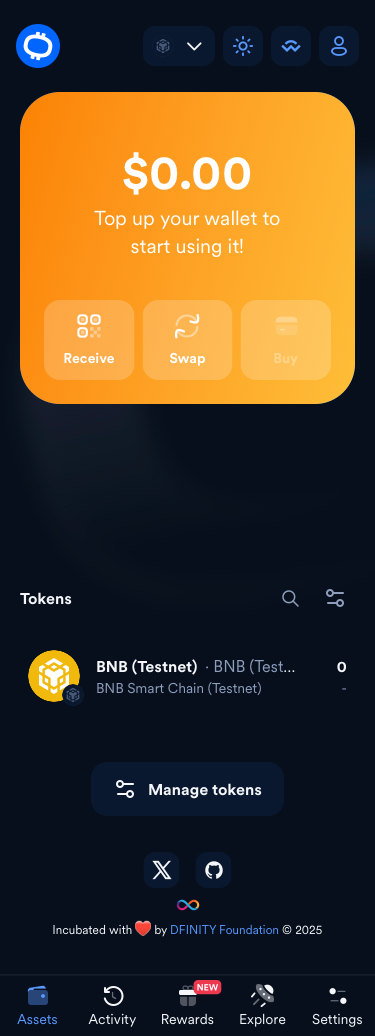 $0.00
Top up your wallet to
start using it!
Receive Swap Buy
Tokens
BNB (Testnet) · BNB (Test... 0
BNB Smart Chain (Testnet) -
Manage tokens
Incubated with ❤️ by DFINITY Foundation © 2025
NEW
Assets Activity Rewards Explore Settings